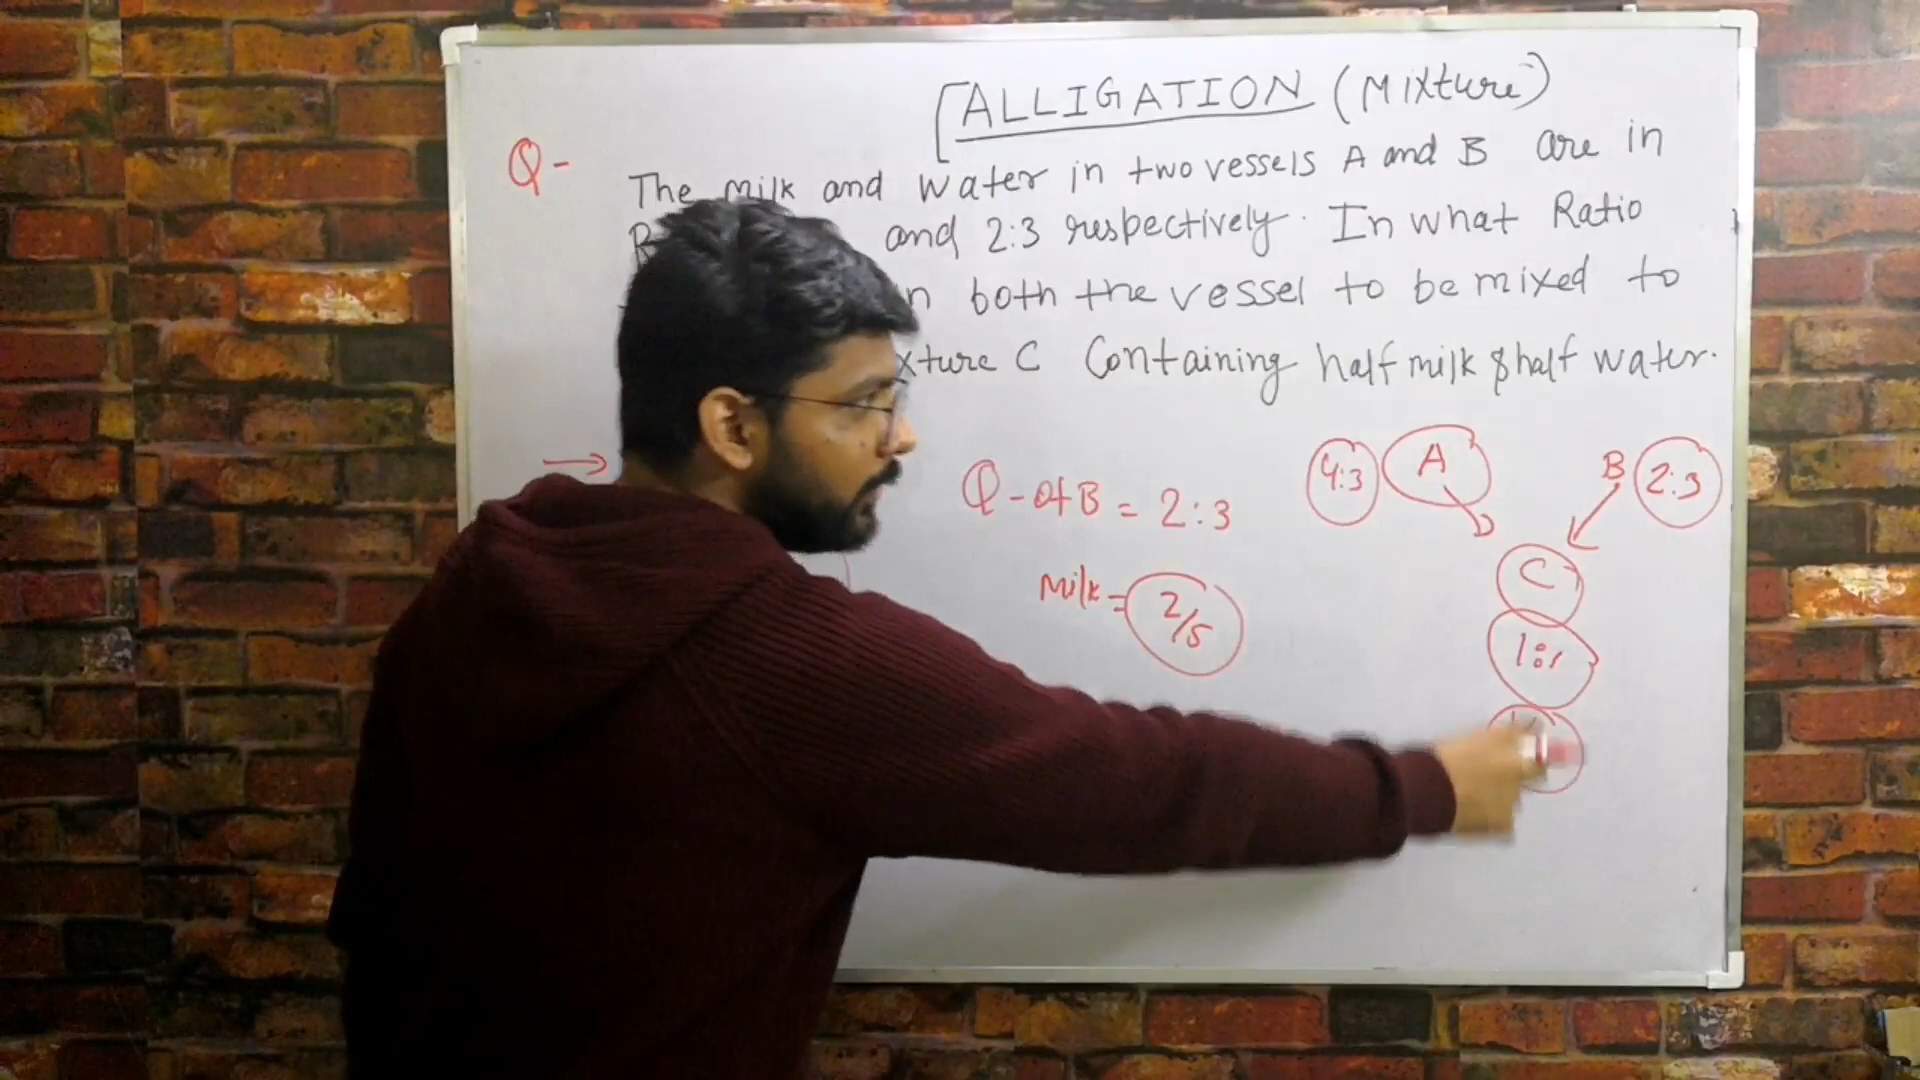 ALLIGATION (Mixture)
Q-
The milk and water in two vessels A and B are in
and 2:3 respectively. In what Ratio
both the vessel to be mixed to
C Containing half milk & half water.
→
Q-of B = 2:3
Milk = 2/5
4:3 A
B 2:3
C
1:1